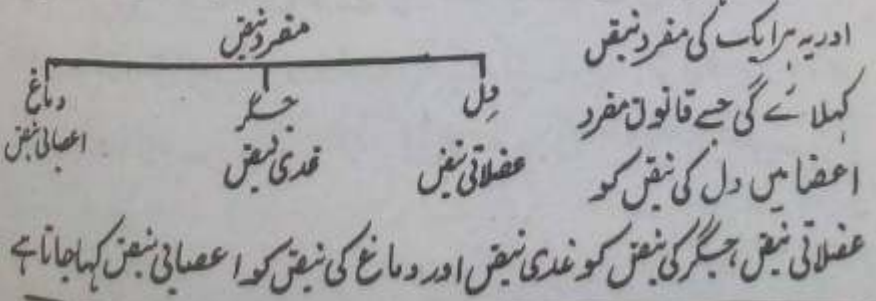 اور یہ ہر ایک کی مفرد نبض
کہلائے گی جسے قانون مفرد
اعضا میں دل کی نبض کو
مفرد نبض
دل جگر دماغ
عضلاتی نبض غدی نبض اعصابی نبض
عضلاتی نبض، جگر کی نبض کو غدی نبض اور دماغ کی نبض کو اعصابی نبض کہا جاتا ہے